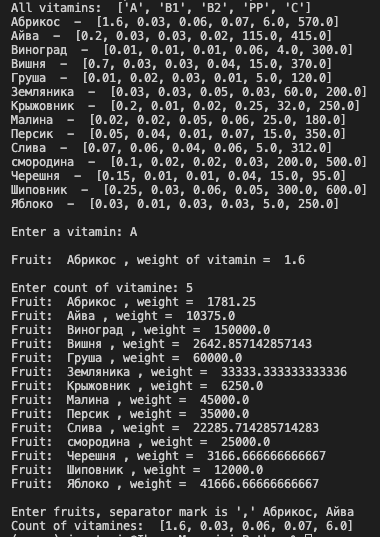 All vitamins:  ['A', 'B1', 'B2', 'PP', 'C']
Абрикос  –  [1.6, 0.03, 0.06, 0.07, 6.0, 570.0]
Айва  –  [0.2, 0.03, 0.03, 0.02, 115.0, 415.0]
Виноград  –  [0.01, 0.01, 0.01, 0.06, 4.0, 300.0]
Вишня  –  [0.7, 0.03, 0.03, 0.04, 15.0, 370.0]
Груша  –  [0.01, 0.02, 0.03, 0.01, 5.0, 120.0]
Земляника  –  [0.03, 0.03, 0.05, 0.03, 60.0, 200.0]
Крыжовник  –  [0.2, 0.01, 0.02, 0.25, 32.0, 250.0]
Малина  –  [0.02, 0.02, 0.05, 0.06, 25.0, 180.0]
Персик  –  [0.05, 0.04, 0.01, 0.07, 15.0, 350.0]
Слива  –  [0.07, 0.06, 0.04, 0.06, 5.0, 312.0]
смородина  –  [0.1, 0.02, 0.02, 0.03, 200.0, 500.0]
Черешня  –  [0.15, 0.01, 0.01, 0.04, 15.0, 95.0]
Шиповник  –  [0.25, 0.03, 0.06, 0.05, 300.0, 600.0]
Яблоко  –  [0.03, 0.01, 0.03, 0.03, 5.0, 250.0]
Enter a vitamin: A
Fruit:  Абрикос , weight of vitamin =  1.6
Enter count of vitamine: 5
Fruit:  Абрикос , weight =  1781.25
Fruit:  Айва , weight =  10375.0
Fruit:  Виноград , weight =  150000.0
Fruit:  Вишня , weight =  2642.857142857143
Fruit:  Груша , weight =  60000.0
Fruit:  Земляника , weight =  33333.333333333336
Fruit:  Крыжовник , weight =  6250.0
Fruit:  Малина , weight =  45000.0
Fruit:  Персик , weight =  35000.0
Fruit:  Слива , weight =  22285.714285714283
Fruit:  смородина , weight =  25000.0
Fruit:  Черешня , weight =  3166.666666666667
Fruit:  Шиповник , weight =  12000.0
Fruit:  Яблоко , weight =  41666.66666666667
Enter fruits, separator mark is ',' Абрикос, Айва
Count of vitamines:  [1.6, 0.03, 0.06, 0.07, 6.0]